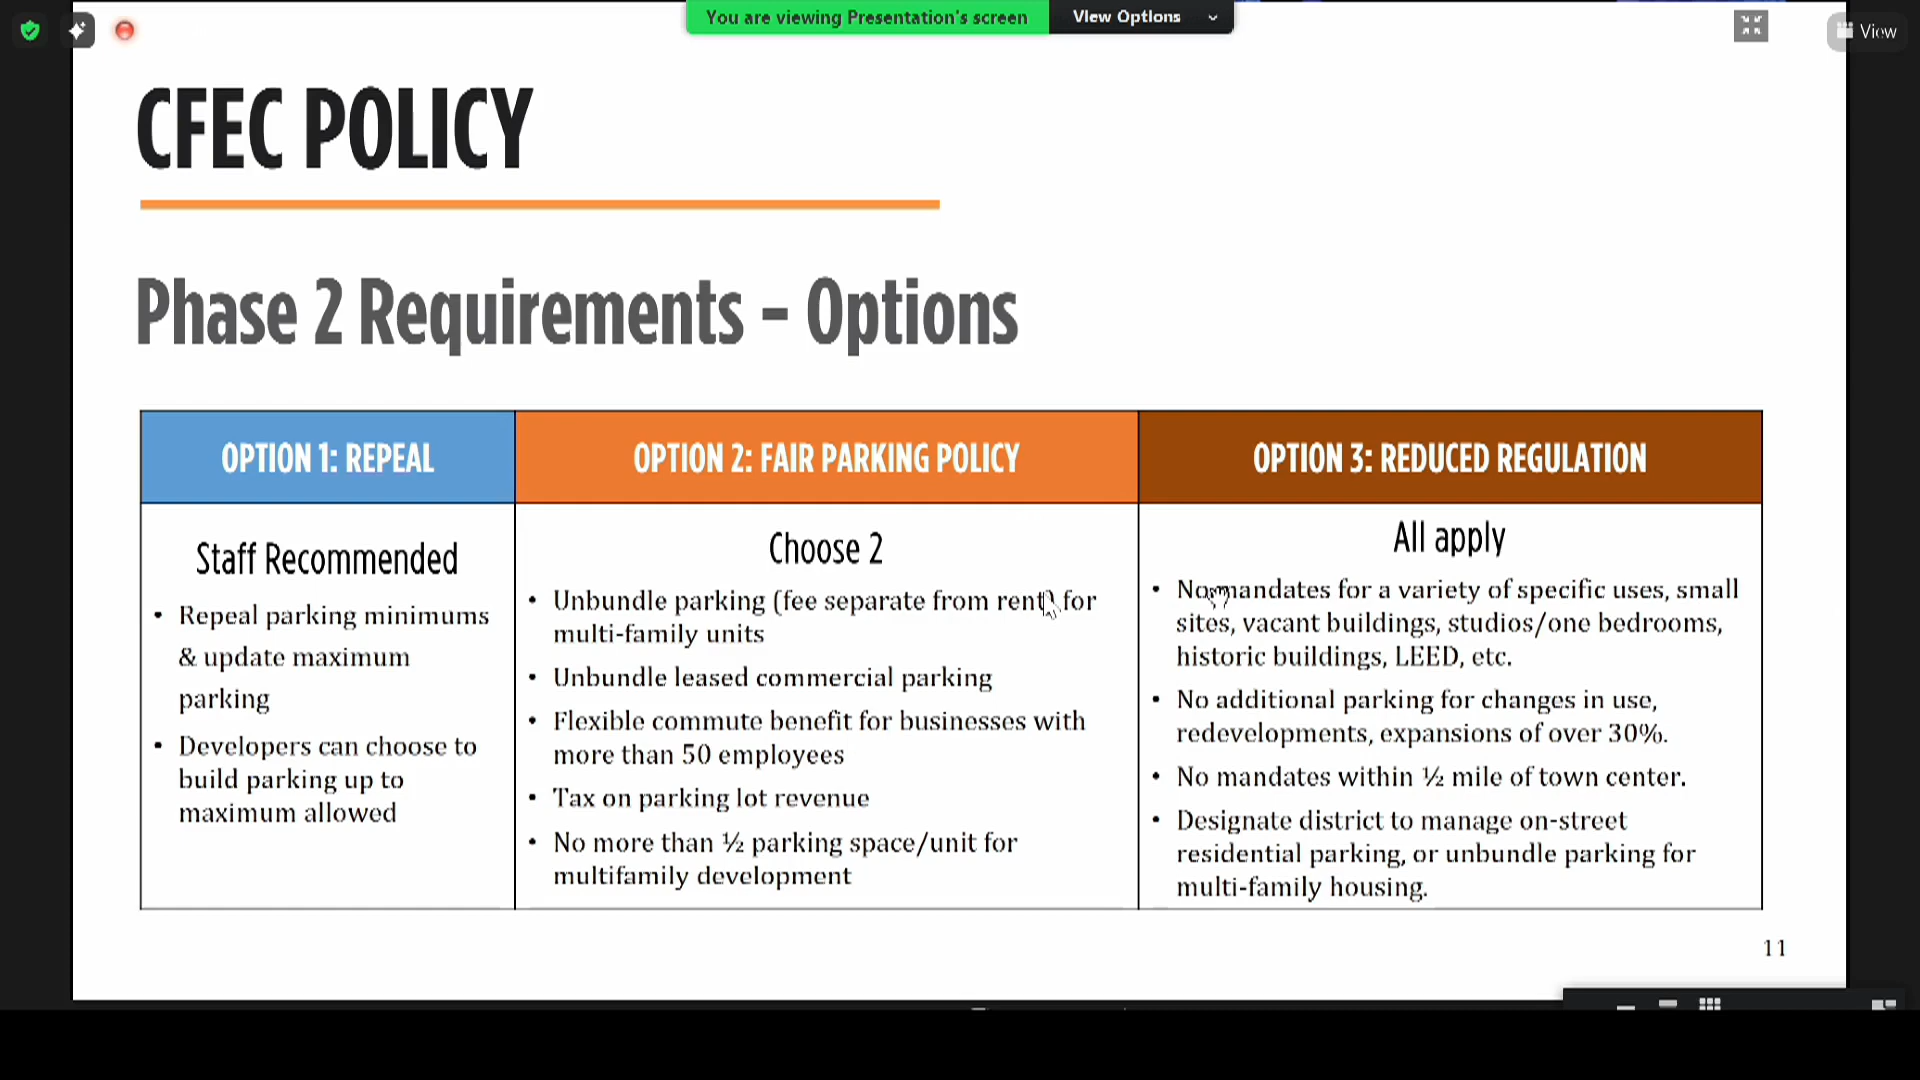 You are viewing Presentation's screen
View Options
View
CFEC POLICY
Phase 2 Requirements – Options
OPTION 1: REPEAL
Staff Recommended
• Repeal parking minimums
& update maximum
parking
• Developers can choose to
build parking up to
maximum allowed
OPTION 2: FAIR PARKING POLICY
Choose 2
• Unbundle parking (fee separate from rent) for
multi-family units
• Unbundle leased commercial parking
• Flexible commute benefit for businesses with
more than 50 employees
• Tax on parking lot revenue
• No more than ½ parking space/unit for
multifamily development
OPTION 3: REDUCED REGULATION
All apply
• No mandates for a variety of specific uses, small
sites, vacant buildings, studios/one bedrooms,
historic buildings, LEED, etc.
• No additional parking for changes in use,
redevelopments, expansions of over 30%.
• No mandates within ½ mile of town center.
• Designate district to manage on-street
residential parking, or unbundle parking for
multi-family housing.
11